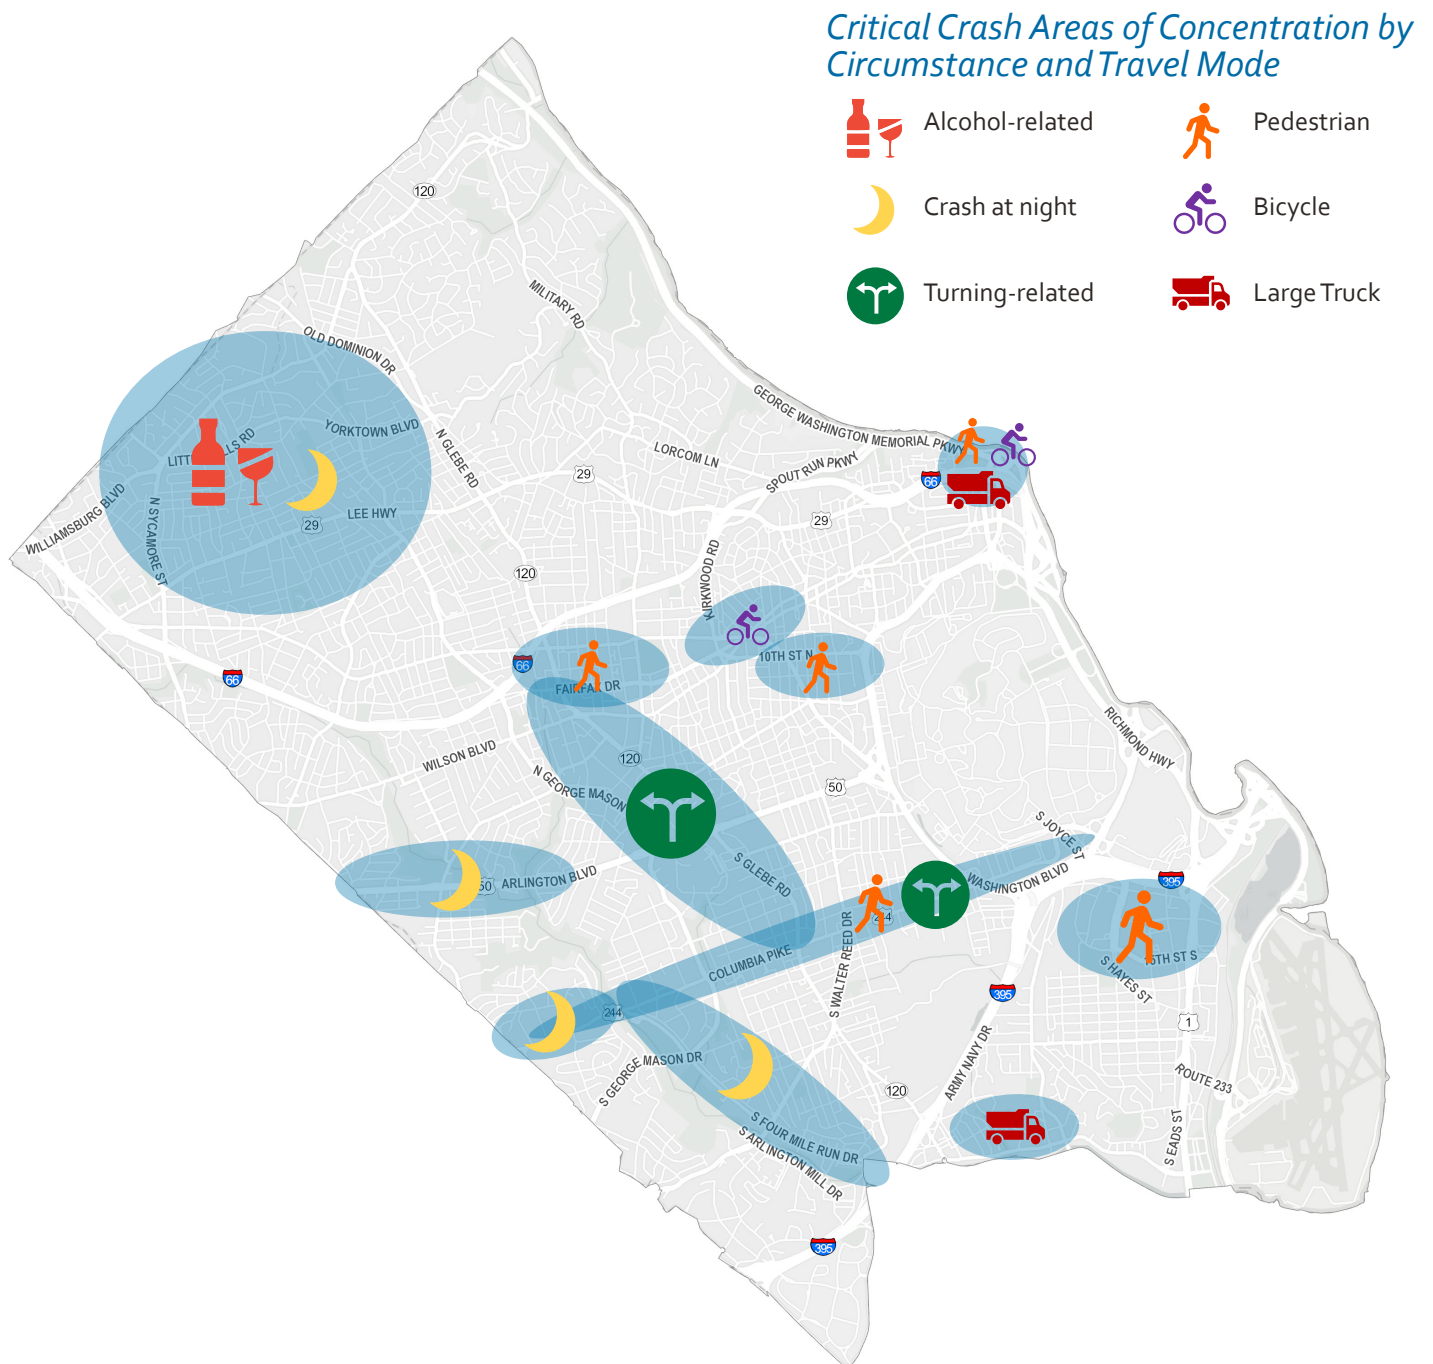 Critical Crash Areas of Concentration by
Circumstance and Travel Mode
Alcohol-related
Pedestrian
Crash at night
Bicycle
Turning-related
Large Truck
120
MILITARY RD
OLD DOMINION DR
GEORGE WASHINGTON MEMORIAL PKWY
YORKTOWN BLVD
N GLEBE RD
LORCOM LN
SPOUT RUN PKWY
29
66
WILLIAMSBURG BLVD
N SYCAMORE ST
LEE HWY
29
29
120
KIRKWOOD RD
10TH ST N
66
66
FAIRFAX DR
WILSON BLVD
120
N GEORGE MASON
50
RICHMOND HWY
S JOYCE ST
S GLEBE RD
WASHINGTON BLVD
395
50
ARLINGTON BLVD
244
S WALTER REED DR
COLUMBIA PIKE
15TH ST S
S HAYES ST
395
244
1
S GEORGE MASON DR
ARMY NAVY DR
ROUTE 233
120
S FOUR MILE RUN DR
S ARLINGTON MILL DR
S EADS ST
395